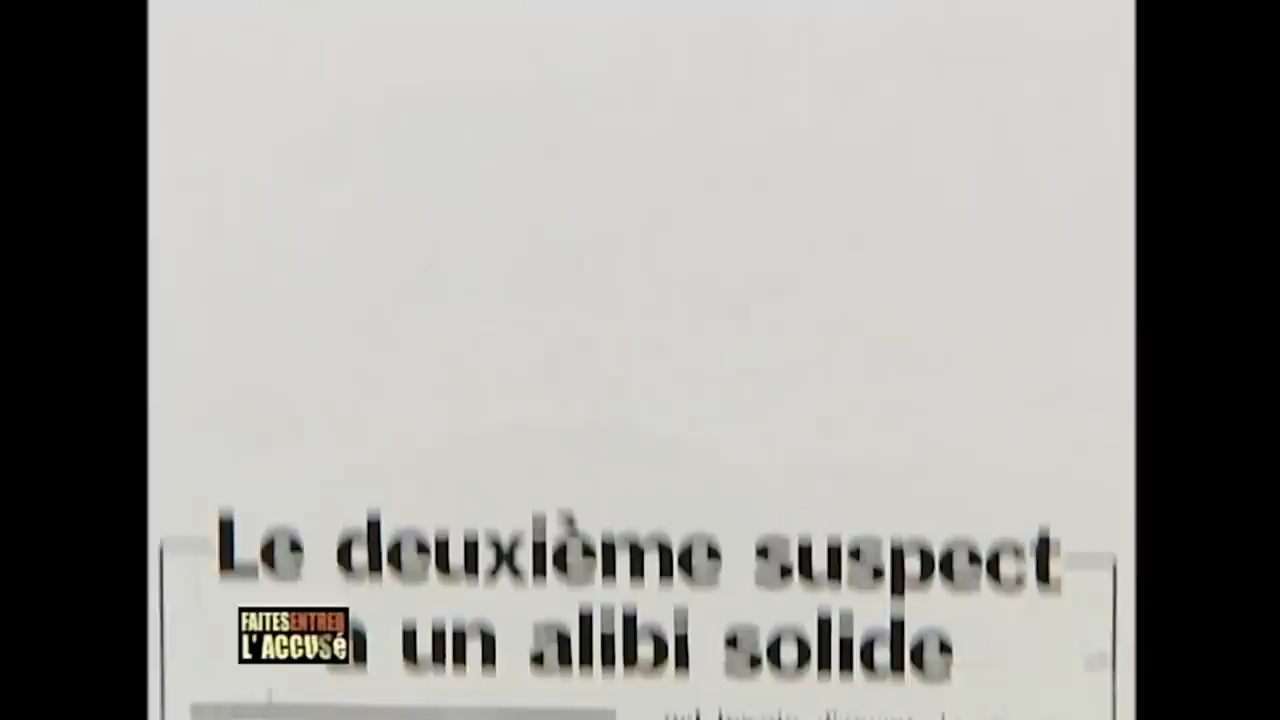 Le deuxième suspect
a un alibi solide
FAITES ENTRER
L'ACCUSÉ